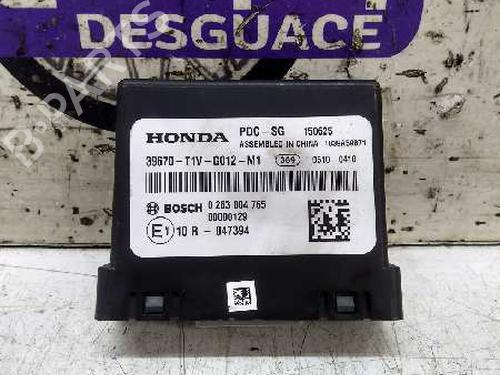 DESGUACE
HONDA PDC-SG 150625
ASSEMBLED IN CHINA
39670-T1V-G012-M1 369 0510 0410
BOSCH 0 263 004 765
00000129
E1 10 R - 047394